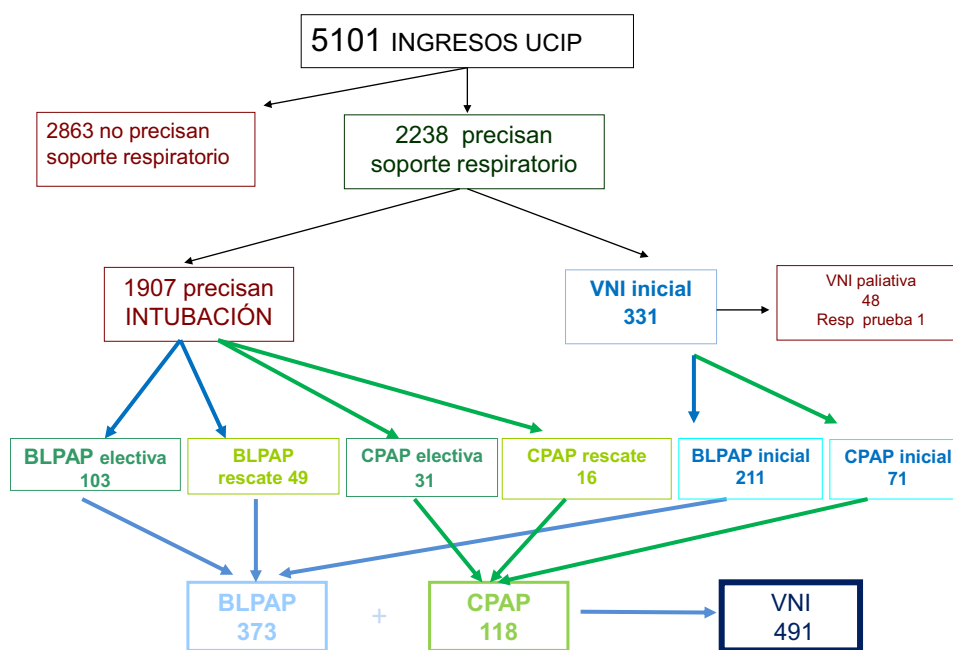 5101 INGRESOS UCIP
2863 no precisan
soporte respiratorio
2238 precisan
soporte respiratorio
1907 precisan
INTUBACIÓN
VNI inicial
331
VNI paliativa
48
Resp prueba 1
BLPAP electiva
103
BLPAP
rescate 49
CPAP electiva
31
CPAP rescate
16
BLPAP inicial
211
CPAP inicial
71
BLPAP
373
+
CPAP
118
VNI
491